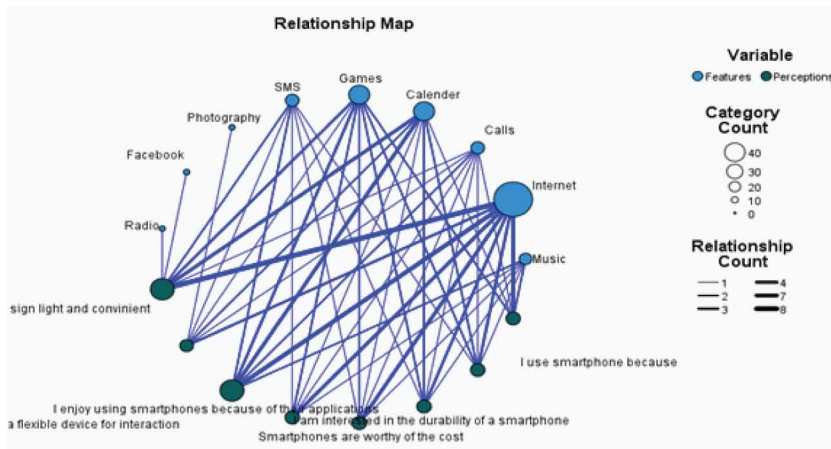 Relationship Map
Variable
Features
Perceptions
Category
Count
40
30
20
10
0
Relationship
Count
1
2
3
4
7
8
SMS
Games
Calender
Photography
Calls
Facebook
Internet
Radio
Music
sign light and convinient
I use smartphone because
I enjoy using smartphones because of their applications
I am interested in the durability of a smartphone
a flexible device for interaction
Smartphones are worthy of the cost